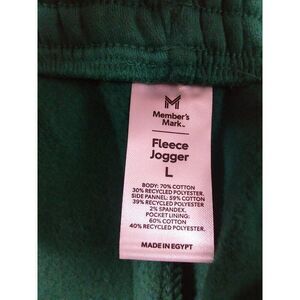 M
Member's
Mark™
Fleece
Jogger
L
BODY: 70% COTTON
30% RECYCLED POLYESTER.
SIDE PANNEL: 59% COTTON
39% RECYCLED POLYESTER
2% SPANDEX.
POCKET LINING:
60% COTTON
40% RECYCLED POLYESTER.
MADE IN EGYPT